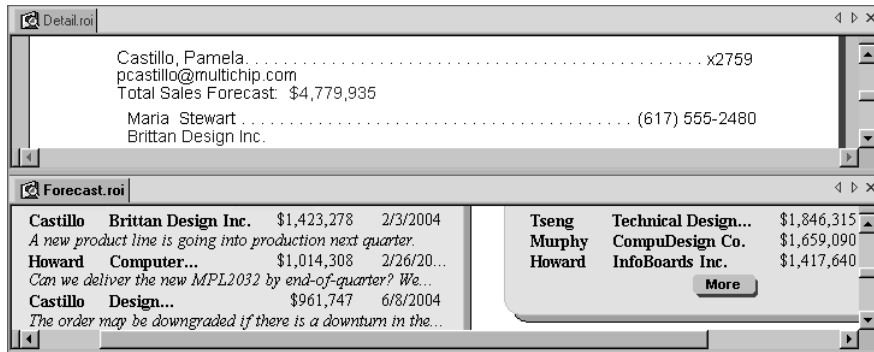 Detail.roi
Castillo, Pamela. . . . . . . . . . . . . . . . . . . . . . . . . . . . . . . . . . . . . . . . . . . . . . . . . x2759
pcastillo@multichip.com
Total Sales Forecast: $4,779,935
Maria Stewart . . . . . . . . . . . . . . . . . . . . . . . . . . . . . . . . . . . . . . . . . . (617) 555-2480
Brittan Design Inc.
Forecast.roi
Castillo Brittan Design Inc. $1,423,278 2/3/2004
A new product line is going into production next quarter.
Howard Computer... $1,014,308 2/26/20...
Can we deliver the new MPL2032 by end-of-quarter? We...
Castillo Design... $961,747 6/8/2004
The order may be downgraded if there is a downturn in the...
Tseng Technical Design... $1,846,315
Murphy CompuDesign Co. $1,659,090
Howard InfoBoards Inc. $1,417,640
More